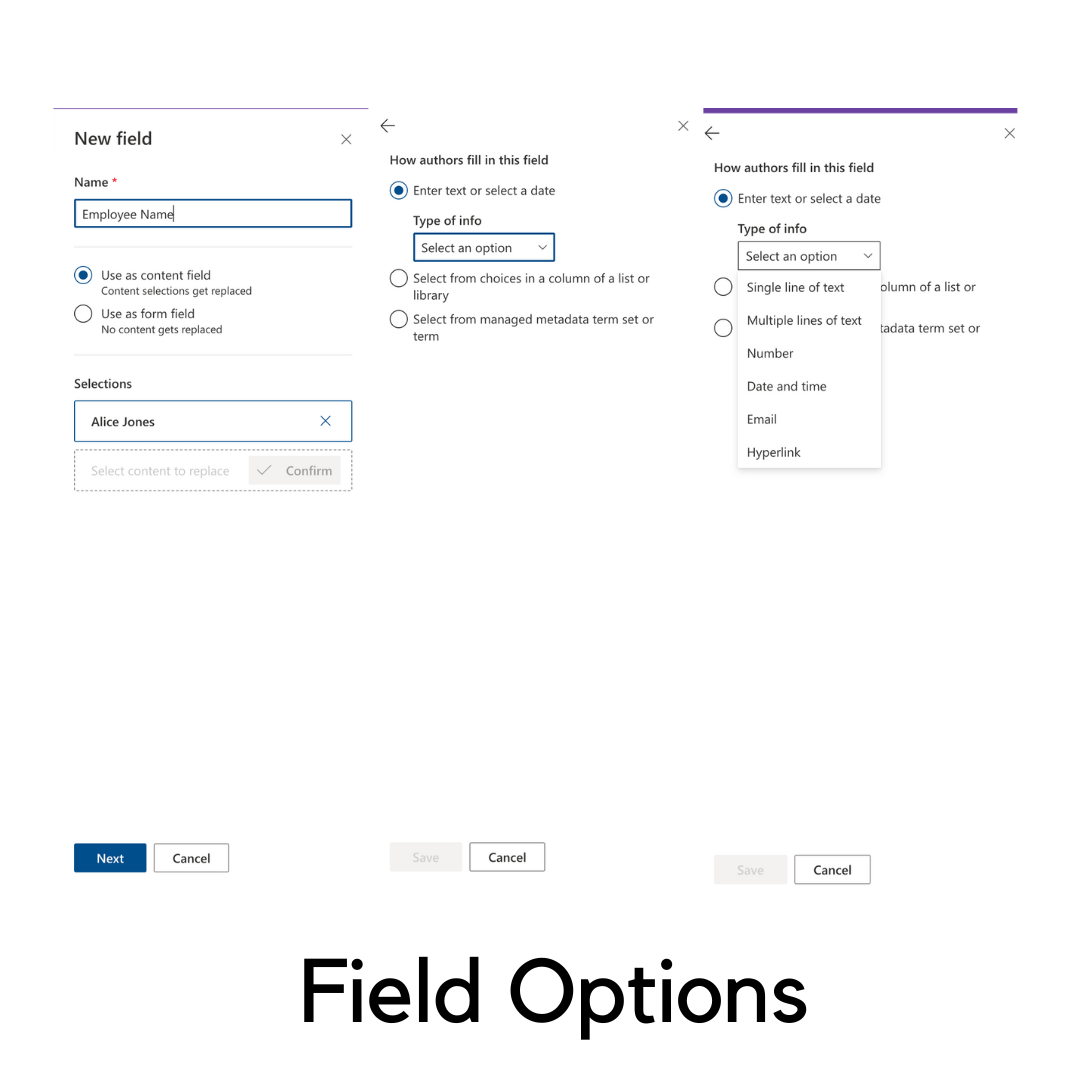 New field
Name *
Employee Name
Use as content field
Content selections get replaced
Use as form field
No content gets replaced
Selections
Alice Jones
Select content to replace
Confirm
Next
Cancel
How authors fill in this field
Enter text or select a date
Type of info
Select an option
Select from choices in a column of a list or
library
Select from managed metadata term set or
term
Save
Cancel
How authors fill in this field
Enter text or select a date
Type of info
Select an option
Single line of text
olumn of a list or
Multiple lines of text
tadata term set or
Number
Date and time
Email
Hyperlink
Save
Cancel
Field Options